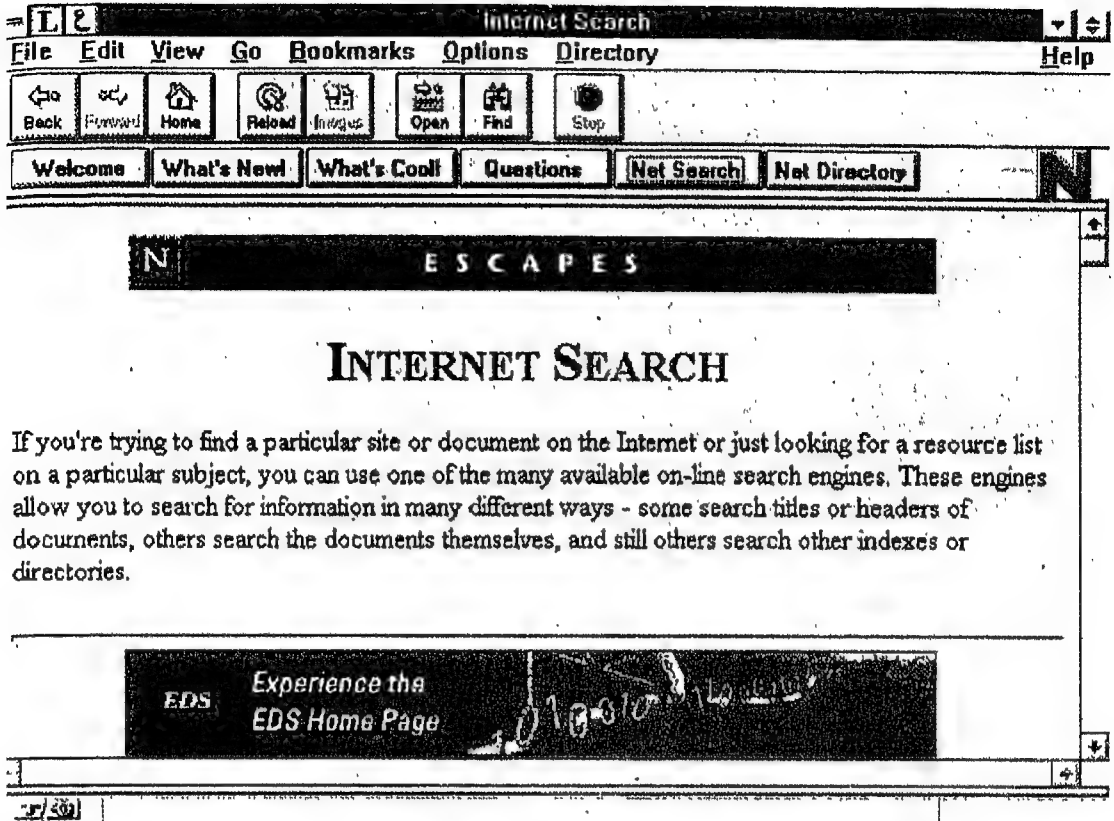 Internet Search
File Edit View Go Bookmarks Options Directory Help
Back Forward Home Reload Images Open Find Stop
Welcome What's New! What's Cool! Questions Net Search Net Directory N
N ESCAPES
INTERNET SEARCH
If you're trying to find a particular site or document on the Internet or just looking for a resource list
on a particular subject, you can use one of the many available on-line search engines. These engines
allow you to search for information in many different ways - some search titles or headers of
documents, others search the documents themselves, and still others search other indexes or
directories.
EDS Experience the
EDS Home Page